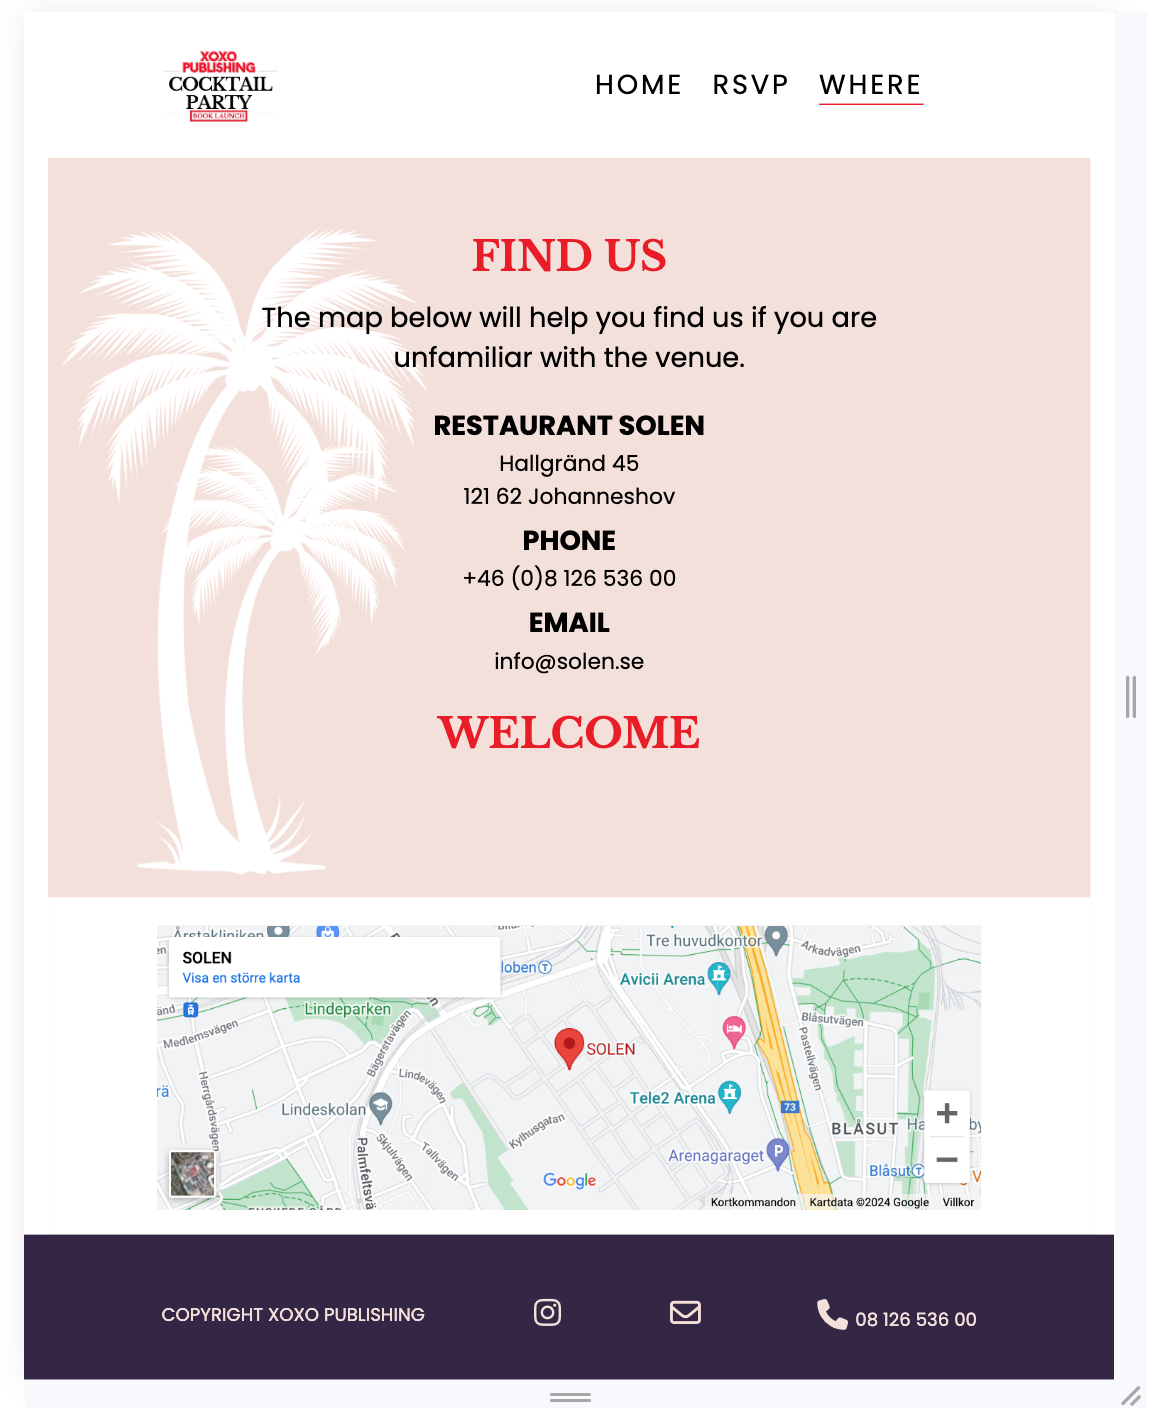 XOXO
PUBLISHING
COCKTAIL
PARTY
BOOK LAUNCH
HOME RSVP WHERE
FIND US
The map below will help you find us if you are
unfamiliar with the venue.
RESTAURANT SOLEN
Hallgränd 45
121 62 Johanneshov
PHONE
+46 (0)8 126 536 00
EMAIL
info@solen.se
WELCOME
Årstakliniken
SOLEN
Visa en större karta
loben
Tre huvudkontor
Arkadvägen
Avicii Arena
Lindeparken
Medlemsvägen
Bägerstavägen
Blåsutvägen
Pastellvägen
SOLEN
Herrgårdsvägen
Lindevägen
Lindeskolan
Tele2 Arena
73
Kylhusgatan
BLÅSUT
Skjulvägen
Tallvägen
Palmfeltsvä
Arenagaraget
P
Blåsut
Google
Kortkommandon Kartdata ©2024 Google Villkor
COPYRIGHT XOXO PUBLISHING
08 126 536 00